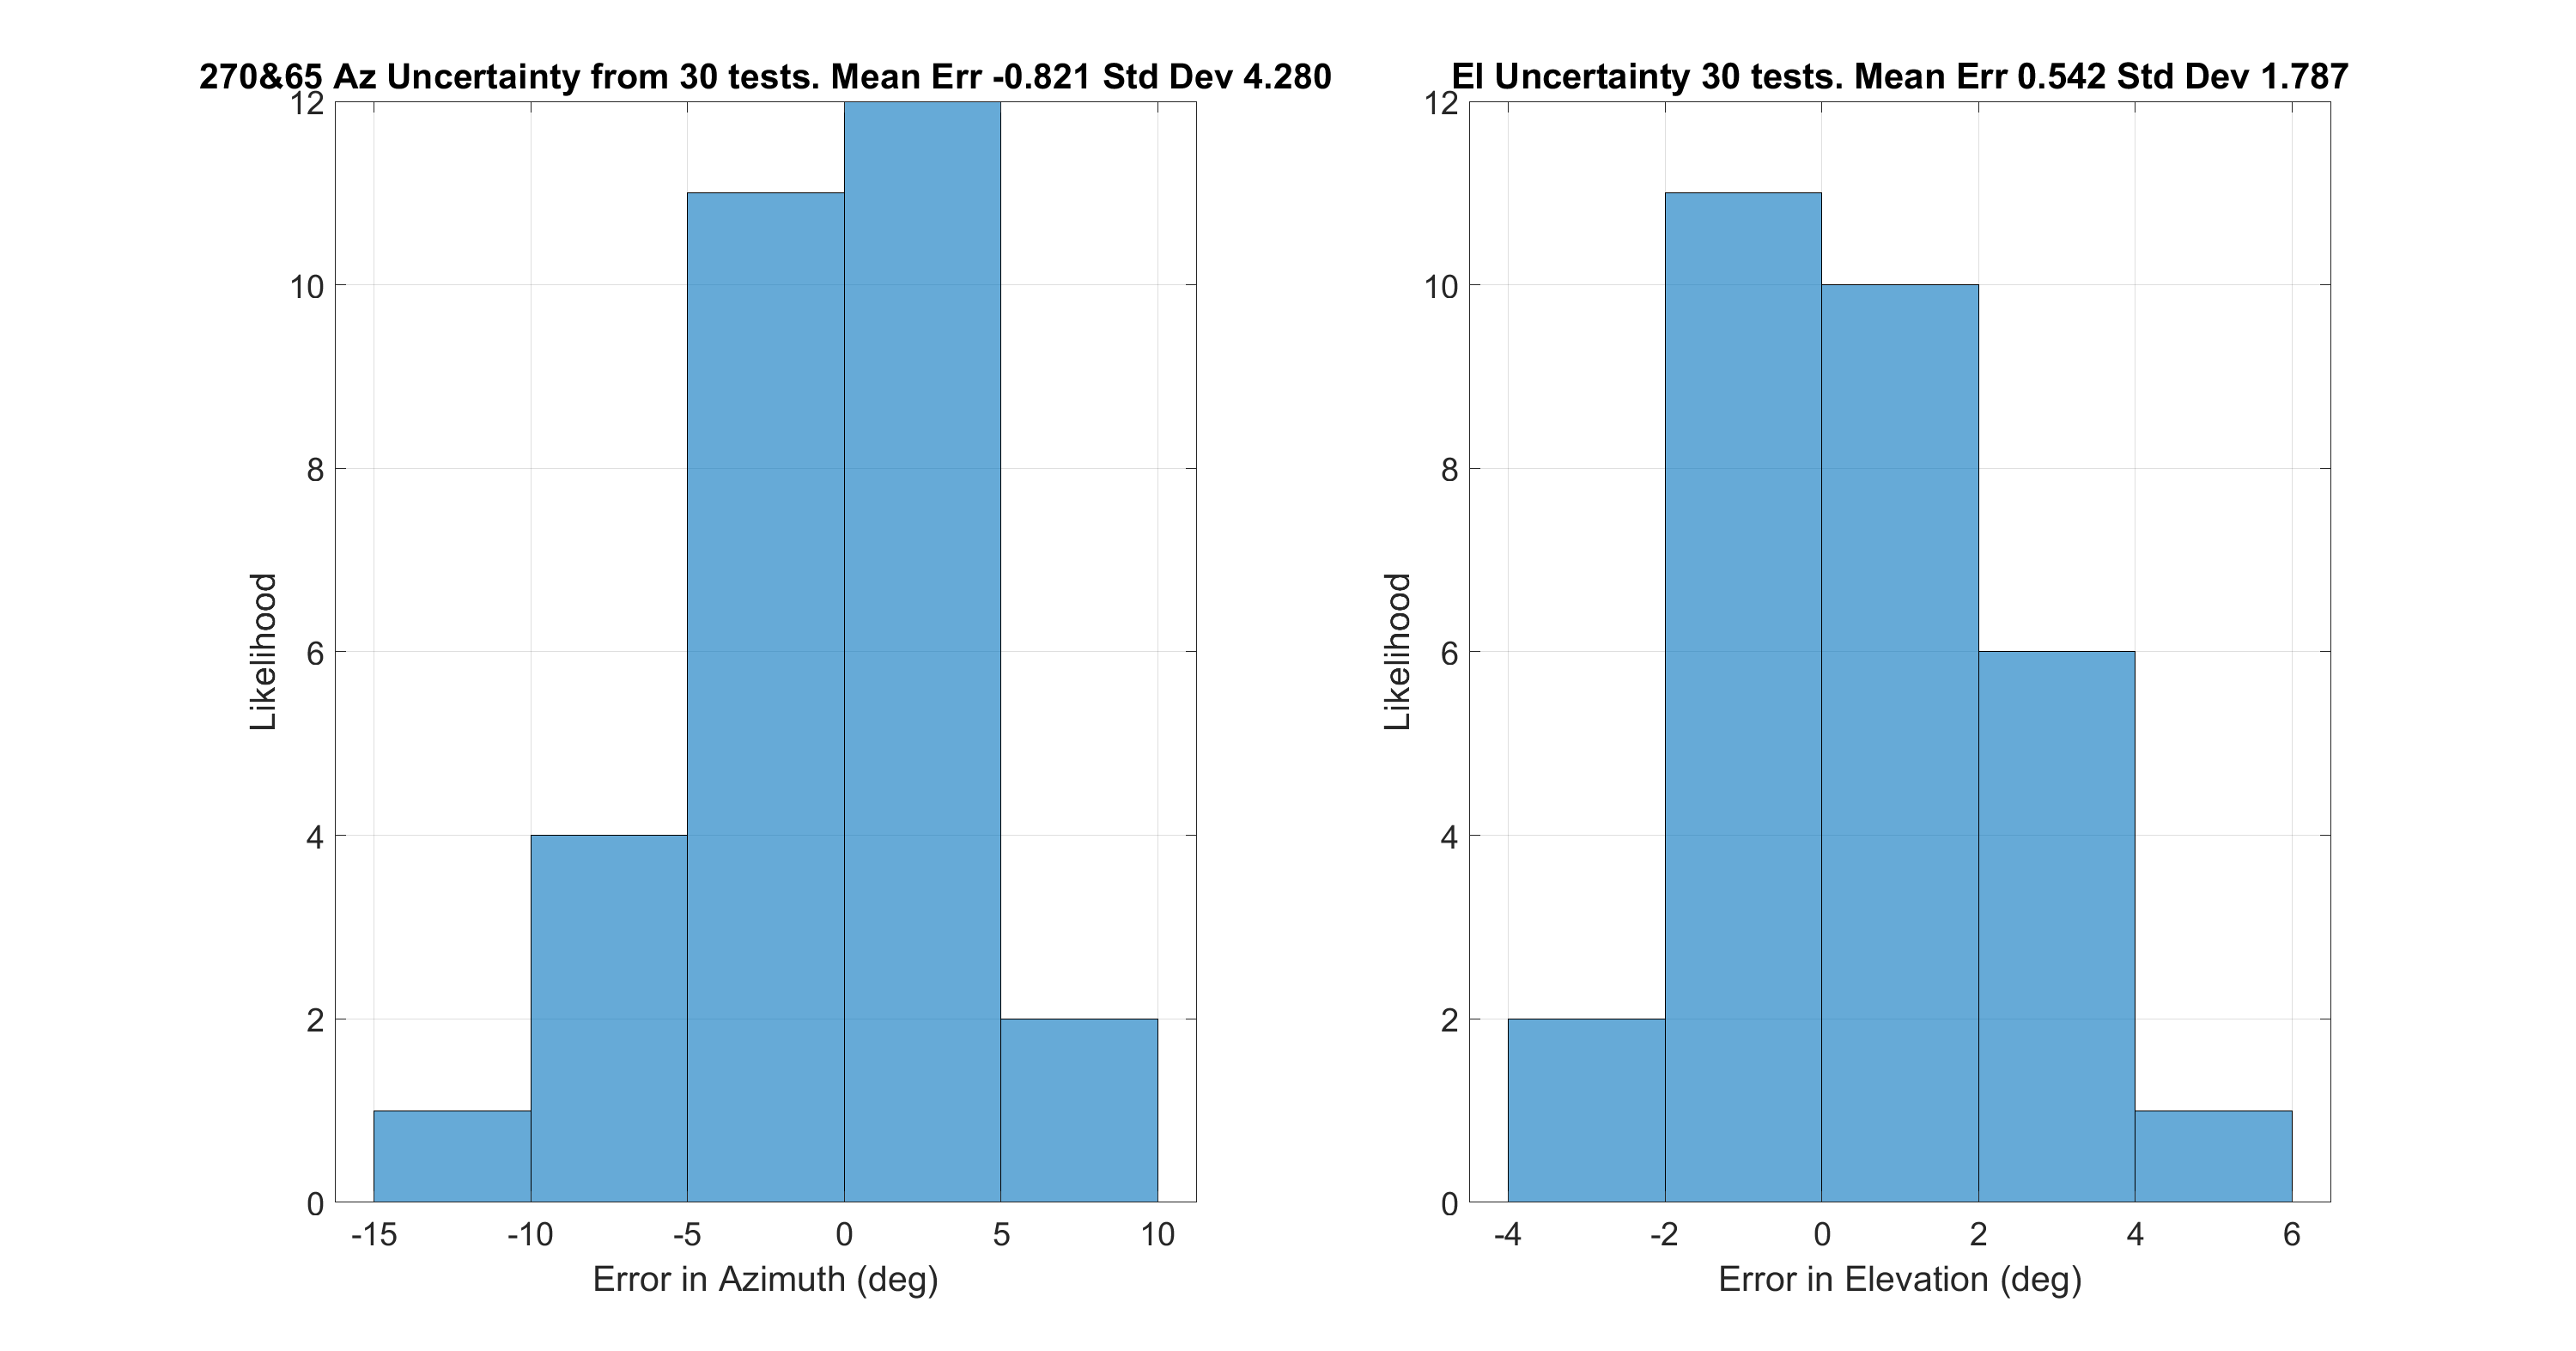 270&65 Az Uncertainty from 30 tests. Mean Err -0.821 Std Dev 4.280
12
10
8
6
4
2
0
Likelihood
-15 -10 -5 0 5 10
Error in Azimuth (deg)
El Uncertainty 30 tests. Mean Err 0.542 Std Dev 1.787
12
10
8
6
4
2
0
Likelihood
-4 -2 0 2 4 6
Error in Elevation (deg)